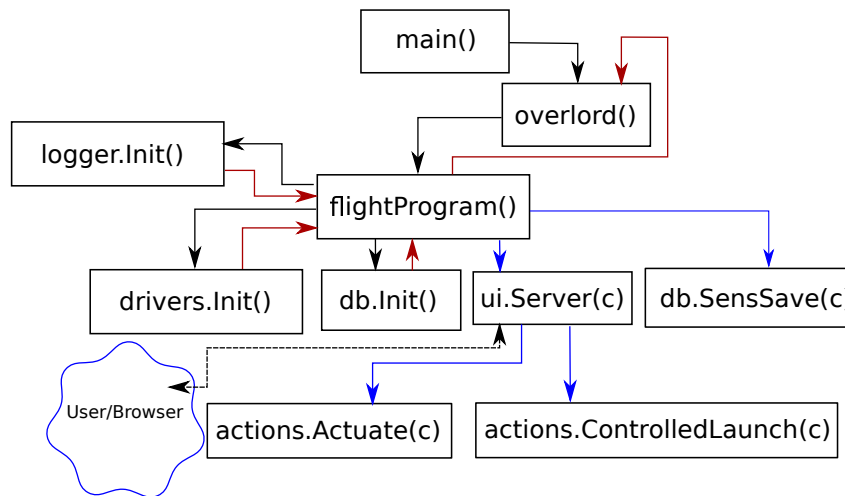 main()
overlord()
logger.Init()
flightProgram()
drivers.Init()
db.Init()
ui.Server(c)
db.SensSave(c)
User/Browser
actions.Actuate(c)
actions.ControlledLaunch(c)